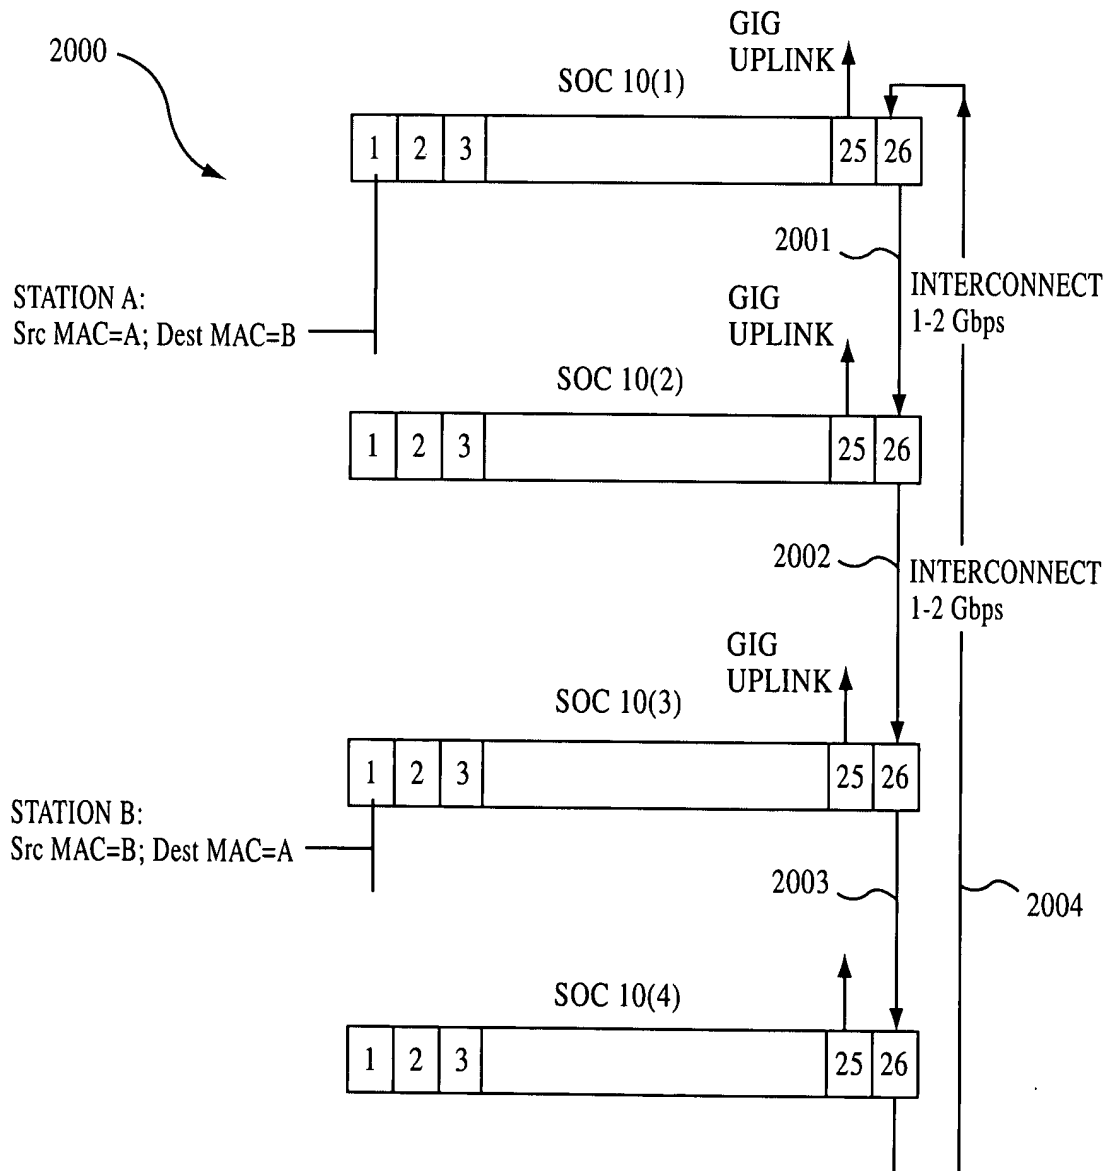 GIG
UPLINK
2000
SOC 10(1)
1 2 3 25 26
2001
INTERCONNECT
1-2 Gbps
STATION A:
Src MAC=A; Dest MAC=B
GIG
UPLINK
SOC 10(2)
1 2 3 25 26
2002
INTERCONNECT
1-2 Gbps
GIG
UPLINK
SOC 10(3)
1 2 3 25 26
STATION B:
Src MAC=B; Dest MAC=A
2003
2004
SOC 10(4)
1 2 3 25 26